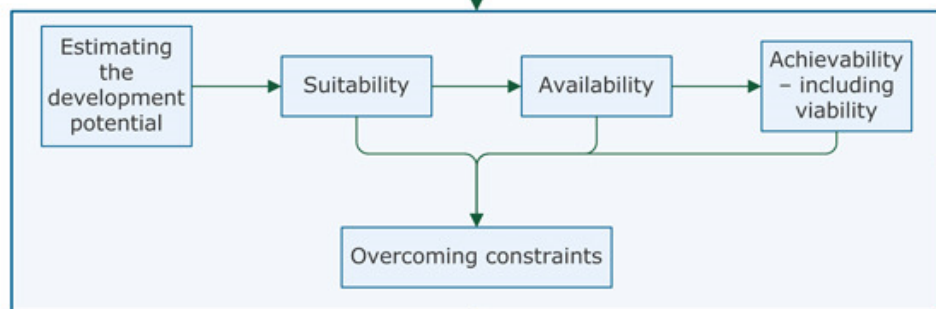 Estimating
the
development
potential
Suitability
Availability
Achievability
– including
viability
Overcoming constraints